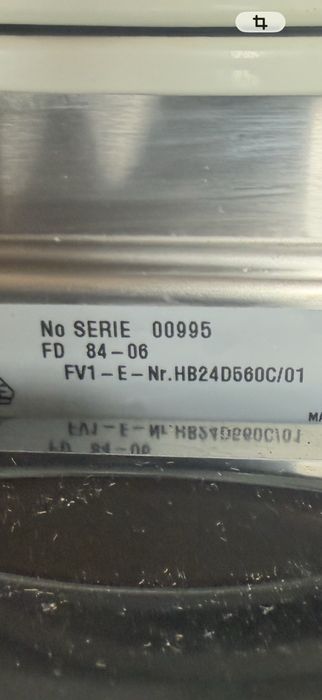 No SERIE 00995
FD 84-06
FV1-E-Nr.HB24D560C/01